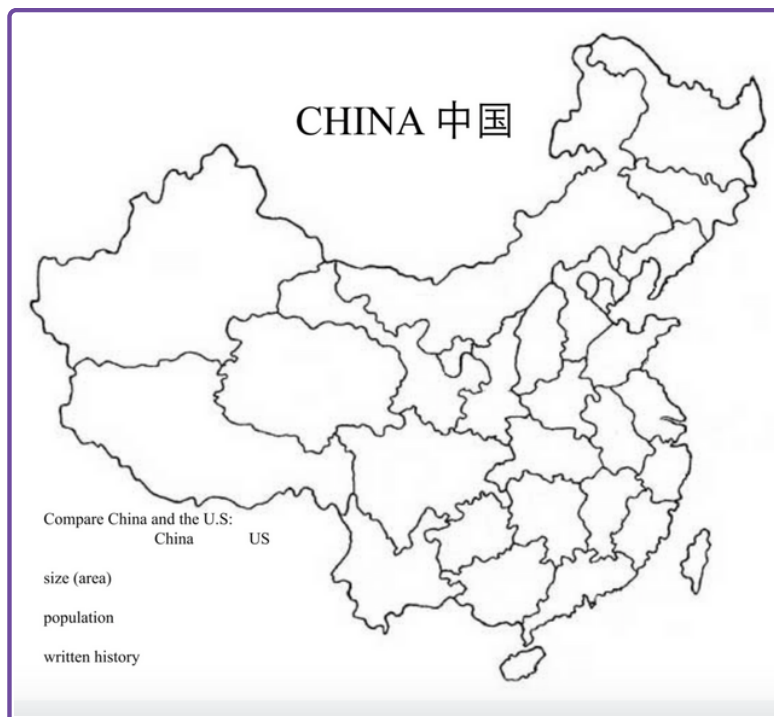 CHINA 中国
Compare China and the U.S:
China US
size (area)
population
written history